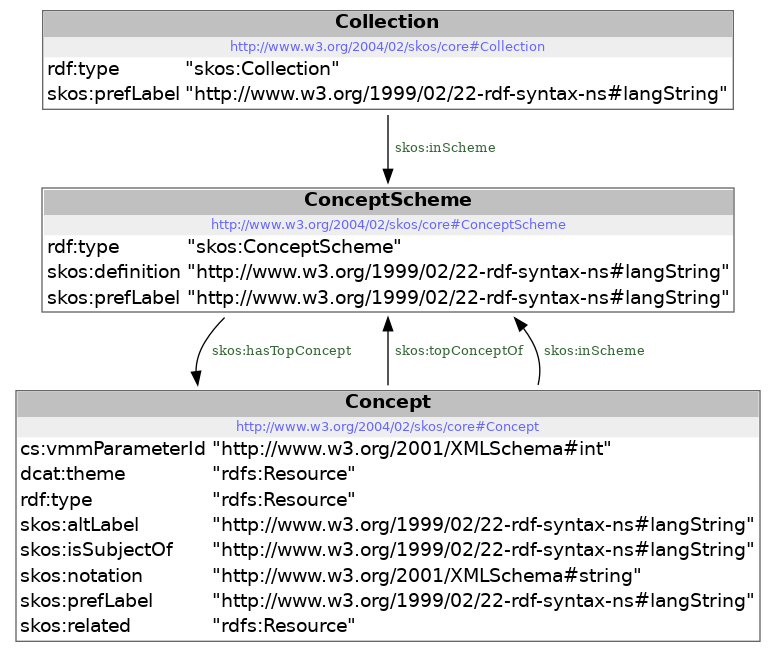 Collection
http://www.w3.org/2004/02/skos/core#Collection
rdf:type "skos:Collection"
skos:prefLabel "http://www.w3.org/1999/02/22-rdf-syntax-ns#langString"
skos:inScheme
ConceptScheme
http://www.w3.org/2004/02/skos/core#ConceptScheme
rdf:type "skos:ConceptScheme"
skos:definition "http://www.w3.org/1999/02/22-rdf-syntax-ns#langString"
skos:prefLabel "http://www.w3.org/1999/02/22-rdf-syntax-ns#langString"
skos:hasTopConcept skos:topConceptOf skos:inScheme
Concept
http://www.w3.org/2004/02/skos/core#Concept
cs:vmmParameterId "http://www.w3.org/2001/XMLSchema#int"
dcat:theme "rdfs:Resource"
rdf:type "rdfs:Resource"
skos:altLabel "http://www.w3.org/1999/02/22-rdf-syntax-ns#langString"
skos:isSubjectOf "http://www.w3.org/1999/02/22-rdf-syntax-ns#langString"
skos:notation "http://www.w3.org/2001/XMLSchema#string"
skos:prefLabel "http://www.w3.org/1999/02/22-rdf-syntax-ns#langString"
skos:related "rdfs:Resource"